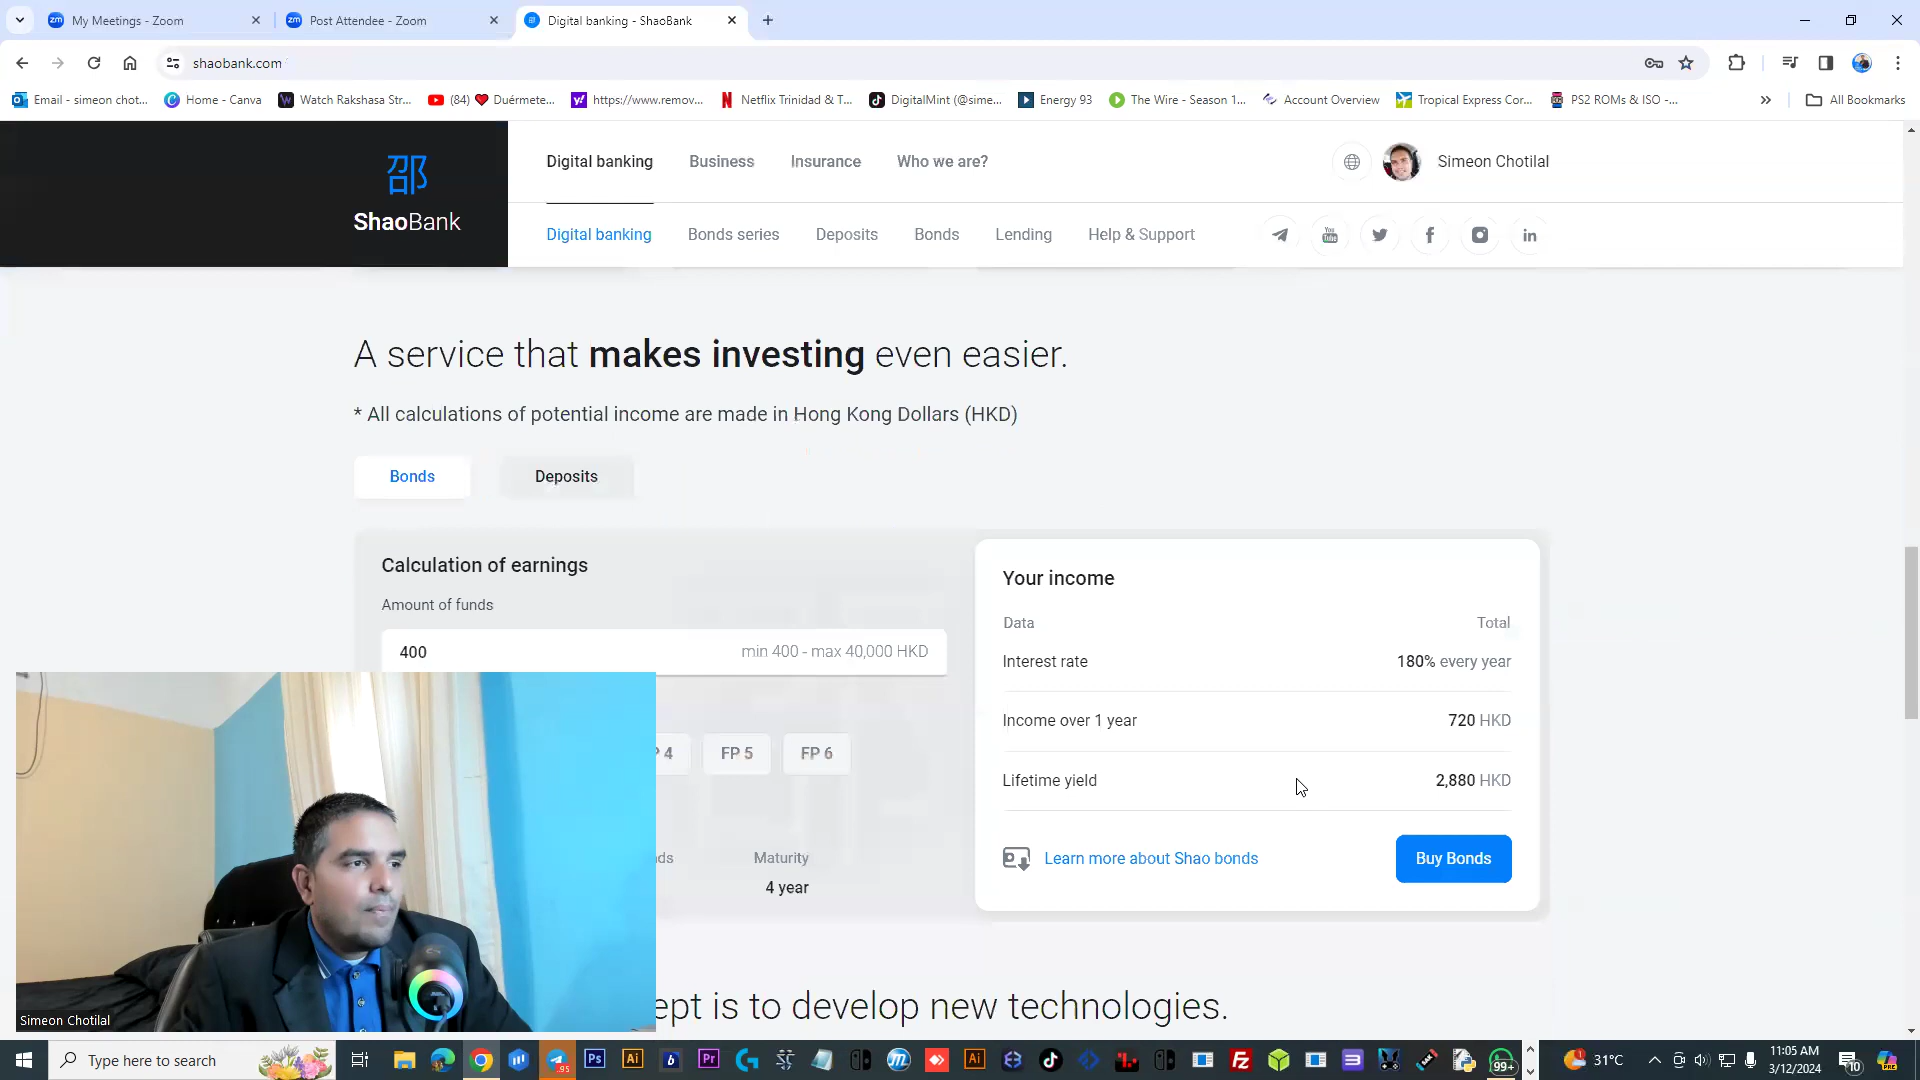 My Meetings - Zoom
Post Attendee - Zoom
Digital banking - ShaoBank
shaobank.com
Email - simeon chot...
Home - Canva
Watch Rakshasa Str...
(84) ❤ Duérmete...
https://www.remov...
Netflix Trinidad & T...
DigitalMint (@sime...
Energy 93
The Wire - Season 1...
Account Overview
Tropical Express Cor...
PS2 ROMs & ISO -...
All Bookmarks
邵
ShaoBank
Digital banking
Business
Insurance
Who we are?
Simeon Chotilal
Digital banking
Bonds series
Deposits
Bonds
Lending
Help & Support
A service that makes investing even easier.
* All calculations of potential income are made in Hong Kong Dollars (HKD)
Bonds
Deposits
Calculation of earnings
Amount of funds
400
min 400 - max 40,000 HKD
4
FP 5
FP 6
ds
Maturity
4 year
Your income
Data
Total
Interest rate
180% every year
Income over 1 year
720 HKD
Lifetime yield
2,880 HKD
Learn more about Shao bonds
Buy Bonds
ept is to develop new technologies.
Simeon Chotilal
Type here to search
31°C
11:05 AM
3/12/2024